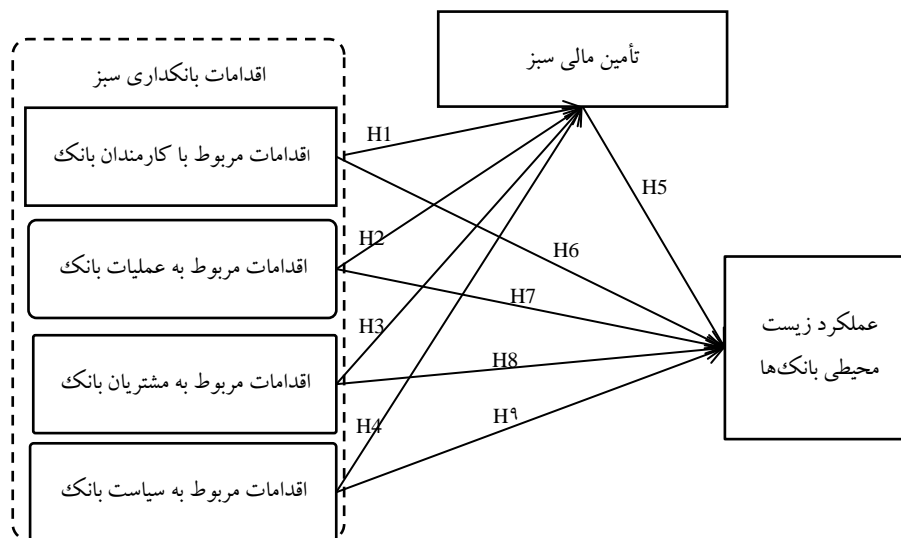 تأمین مالی سبز
اقدامات بانکداری سبز
اقدامات مربوط با کارمندان بانک
اقدامات مربوط به عملیات بانک
اقدامات مربوط به مشتریان بانک
اقدامات مربوط به سیاست بانک
H1
H2
H3
H4
H5
H6
H7
H8
H۹
عملکرد زیست
محیطی بانک‌ها